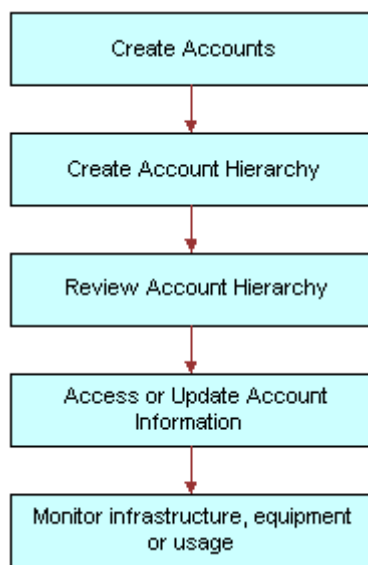 Create Accounts
Create Account Hierarchy
Review Account Hierarchy
Access or Update Account
Information
Monitor infrastructure, equipment
or usage